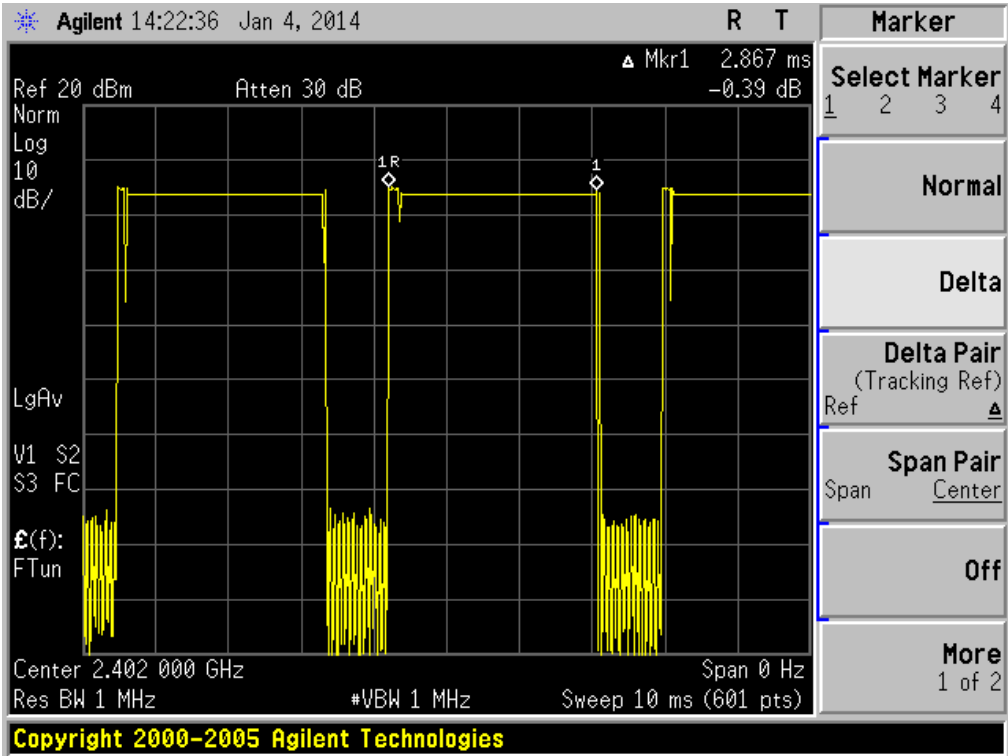 Agilent 14:22:36 Jan 4, 2014 R T
Δ Mkr1 2.867 ms
Ref 20 dBm Atten 30 dB -0.39 dB
Norm
Log
10
dB/
1R
1
LgAv
V1 S2
S3 FC
£(f):
FTun
Center 2.402 000 GHz Span 0 Hz
Res BW 1 MHz #VBW 1 MHz Sweep 10 ms (601 pts)
Copyright 2000-2005 Agilent Technologies
Marker
Select Marker
1 2 3 4
Normal
Delta
Delta Pair
(Tracking Ref)
Ref Δ
Span Pair
Span Center
Off
More
1 of 2